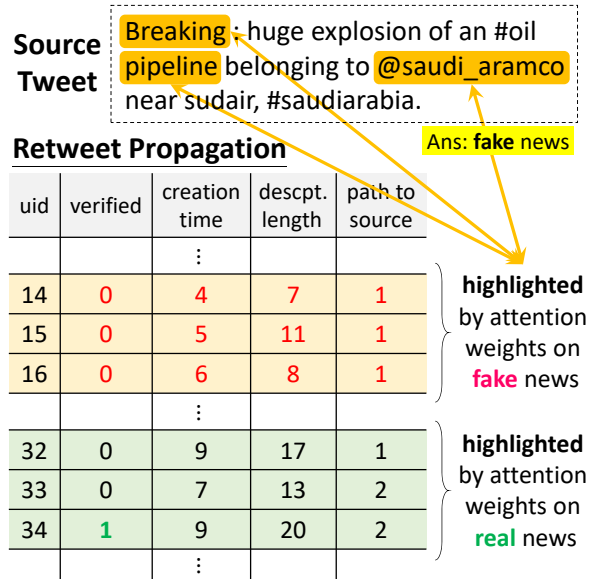 Source Tweet
Breaking : huge explosion of an #oil
pipeline belonging to @saudi_aramco
near sudair, #saudiarabia.
Ans: fake news
Retweet Propagation
uid verified creation time descpt. length path to source
⋮
14 0 4 7 1
15 0 5 11 1
16 0 6 8 1
⋮
32 0 9 17 1
33 0 7 13 2
34 1 9 20 2
⋮
highlighted
by attention
weights on
fake news
highlighted
by attention
weights on
real news